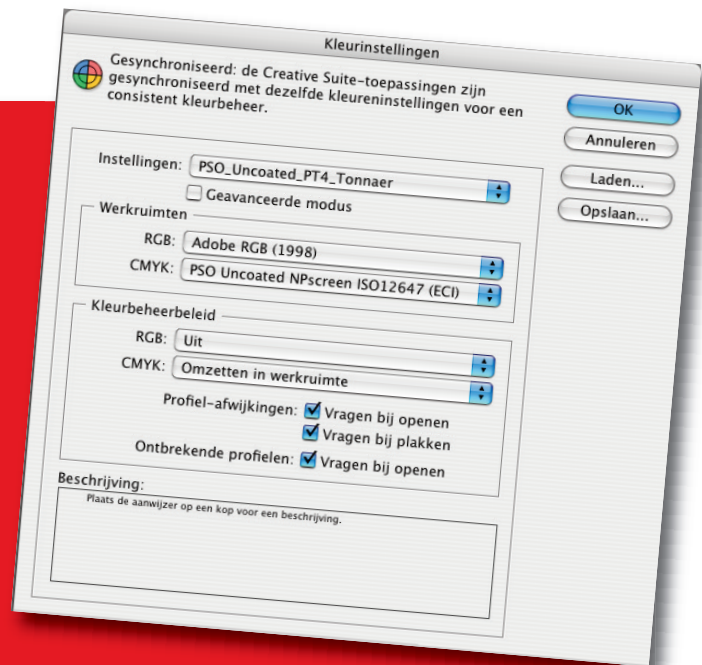 Kleurinstellingen
Gesynchroniseerd: de Creative Suite-toepassingen zijn
gesynchroniseerd met dezelfde kleureninstellingen voor een
consistent kleurbeheer.
OK
Annuleren
Laden...
Opslaan...
Instellingen: PSO_Uncoated_PT4_Tonnaer
Geavanceerde modus
Werkruimten
RGB: Adobe RGB (1998)
CMYK: PSO Uncoated NPscreen ISO12647 (ECI)
Kleurbeheerbeleid
RGB: Uit
CMYK: Omzetten in werkruimte
Profiel-afwijkingen: Vragen bij openen
Vragen bij plakken
Ontbrekende profielen: Vragen bij openen
Beschrijving:
Plaats de aanwijzer op een kop voor een beschrijving.